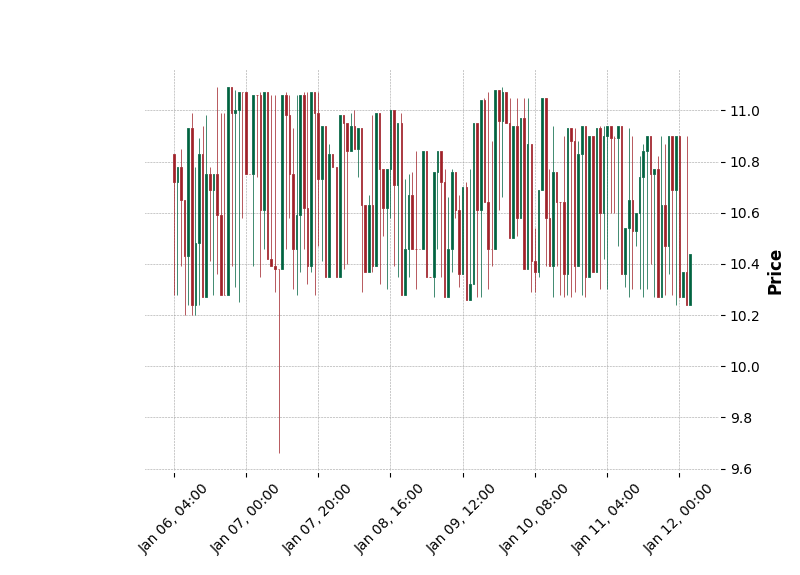 11.0
10.8
10.6
10.4
10.2
10.0
9.8
9.6
Price
Jan 06, 04:00
Jan 07, 00:00
Jan 07, 20:00
Jan 08, 16:00
Jan 09, 12:00
Jan 10, 08:00
Jan 11, 04:00
Jan 12, 00:00